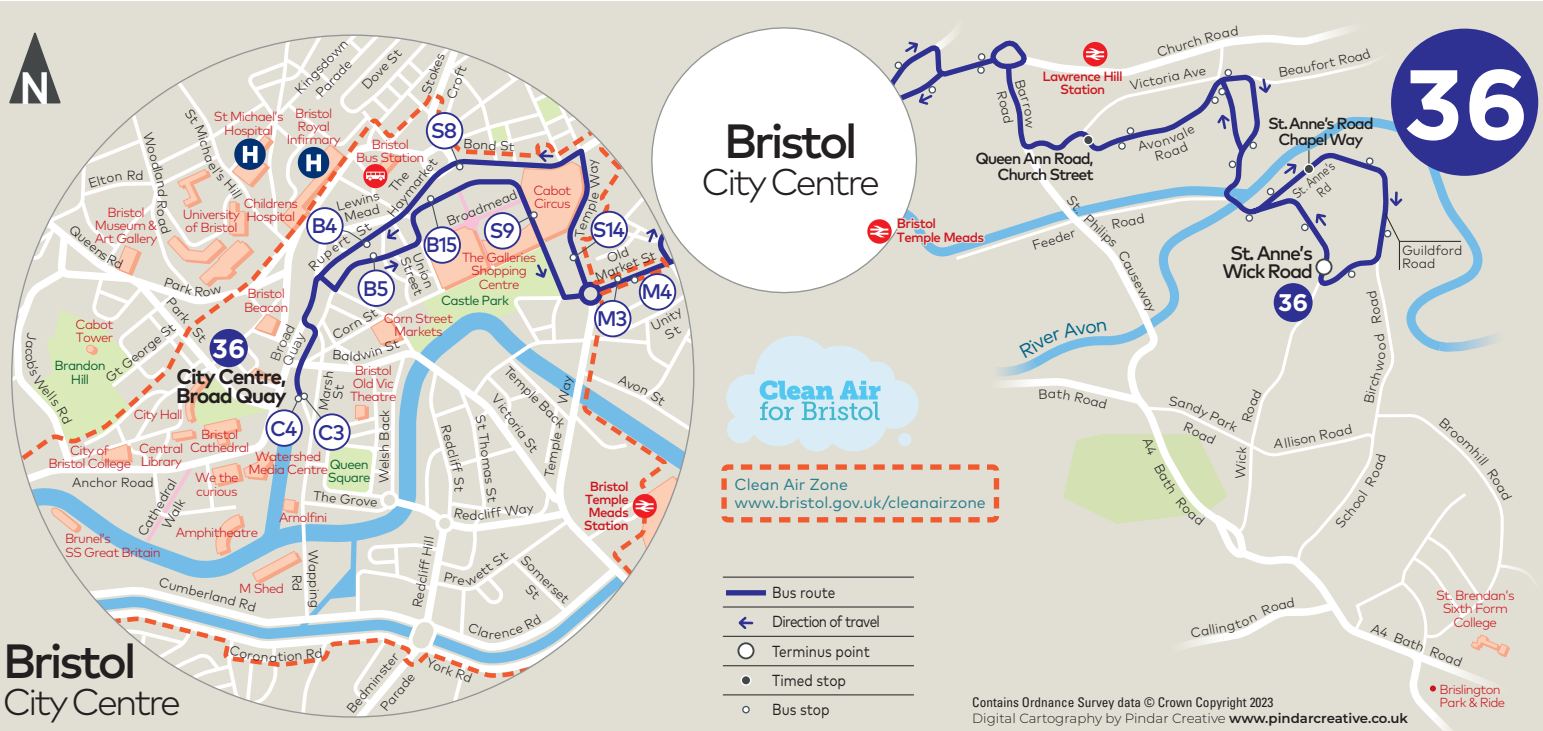 N
Kingsdown
Parade
Dove St
Stokes
Croft
St Michael's
Hospital
H
Bristol
Royal
Infirmary
H
St Michael's Hill
Woodland Road
Elton Rd
Bristol
Bus Station
S8
Bond St
The
Haymarket
Lewins
Mead
Childrens
Hospital
University
of Bristol
Bristol
Museum &
Art Gallery
Queens Rd
Park Row
Park St
B4
Rupert St
B15
Broadmead
S9
Cabot
Circus
Temple Way
S14
Old
Market St
The Galleries
Shopping
Centre
Union
Street
B5
Castle Park
M4
M3
Unity
St
Bristol
Beacon
Corn St
Corn Street
Markets
Broad
Quay
Baldwin St
Cabot
Tower
Brandon
Hill
Gt George St
Jacob's Wells Rd
36
City Centre,
Broad Quay
Marsh
St
Bristol
Old Vic
Theatre
C4
C3
City Hall
Bristol
Cathedral
Central
Library
City of
Bristol College
Anchor Road
Watershed
Media Centre
We the
curious
Queen
Square
Welsh Back
The Grove
Cathedral
Walk
Amphitheatre
Arnolfini
Brunel's
SS Great Britain
M Shed
Wapping
Rd
Cumberland Rd
Redcliff St
St Thomas St
Victoria St
Temple Back
Temple Way
Avon St
Redcliff Way
Bristol
Temple
Meads
Station
Redcliff Hill
Prewett St
Somerset
St
Clarence Rd
Coronation Rd
York Rd
Bedminster
Parade
Bristol
City Centre
Bristol
City Centre
Bristol
Temple Meads
Clean Air
for Bristol
Clean Air Zone
www.bristol.gov.uk/cleanairzone
Bus route
Direction of travel
Terminus point
Timed stop
Bus stop
Church Road
Lawrence Hill
Station
Victoria Ave
Beaufort Road
36
Barrow
Road
Queen Ann Road,
Church Street
Avonvale
Road
St. Anne's Road
Chapel Way
St. Anne's
Rd
Feeder Road
St. Philips Causeway
St. Anne's
Wick Road
36
Guildford
Road
River Avon
Birchwood Road
Bath Road
Sandy Park
Road
Wick Road
Allison Road
Broomhill Road
School Road
A4 Bath Road
Callington Road
A4 Bath Road
St. Brendan's
Sixth Form
College
Brislington
Park & Ride
Contains Ordnance Survey data © Crown Copyright 2023
Digital Cartography by Pindar Creative www.pindarcreative.co.uk